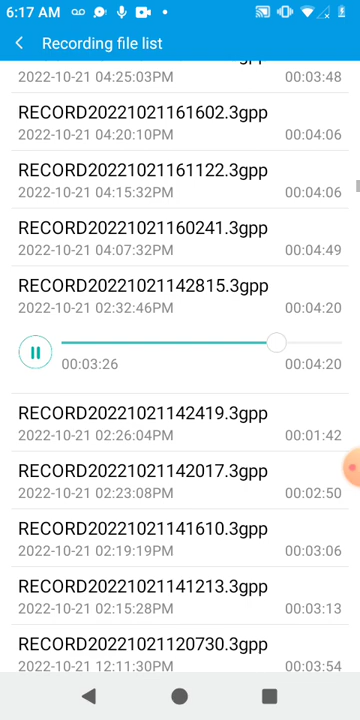 6:17 AM
Recording file list
2022-10-21 04:25:03PM 00:03:48
RECORD20221021161602.3gpp
2022-10-21 04:20:10PM 00:04:06
RECORD20221021161122.3gpp
2022-10-21 04:15:32PM 00:04:06
RECORD20221021160241.3gpp
2022-10-21 04:07:32PM 00:04:49
RECORD20221021142815.3gpp
2022-10-21 02:32:46PM 00:04:20
00:03:26 00:04:20
RECORD20221021142419.3gpp
2022-10-21 02:26:04PM 00:01:42
RECORD20221021142017.3gpp
2022-10-21 02:23:08PM 00:02:50
RECORD20221021141610.3gpp
2022-10-21 02:19:19PM 00:03:06
RECORD20221021141213.3gpp
2022-10-21 02:15:28PM 00:03:13
RECORD20221021120730.3gpp
2022-10-21 12:11:30PM 00:03:54